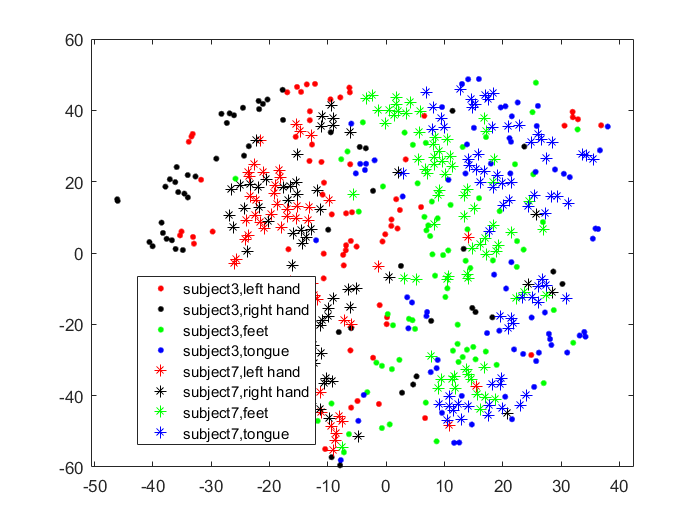 60
40
20
0
-20
-40
-60
subject3,left hand
subject3,right hand
subject3,feet
subject3,tongue
subject7,left hand
subject7,right hand
subject7,feet
subject7,tongue
-50 -40 -30 -20 -10 0 10 20 30 40